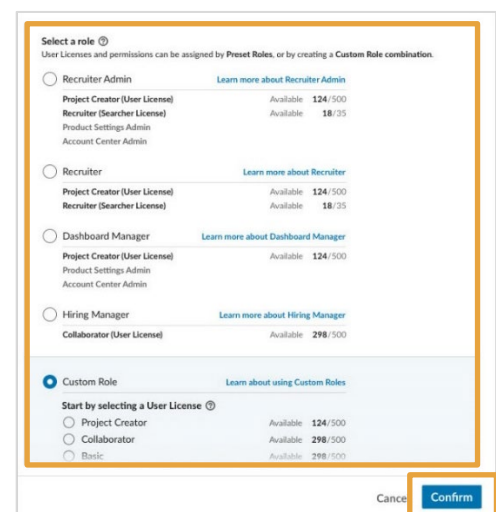 Select a role ?
User Licenses and permissions can be assigned by Preset Roles, or by creating a Custom Role combination.
Recruiter Admin Learn more about Recruiter Admin
Project Creator (User License) Available 124/500
Recruiter (Searcher License) Available 18/35
Product Settings Admin
Account Center Admin
Recruiter Learn more about Recruiter
Project Creator (User License) Available 124/500
Recruiter (Searcher License) Available 18/35
Dashboard Manager Learn more about Dashboard Manager
Project Creator (User License) Available 124/500
Product Settings Admin
Account Center Admin
Hiring Manager Learn more about Hiring Manager
Collaborator (User License) Available 298/500
Custom Role Learn about using Custom Roles
Start by selecting a User License ?
Project Creator Available 124/500
Collaborator Available 298/500
Basic Available 298/500
Cance Confirm